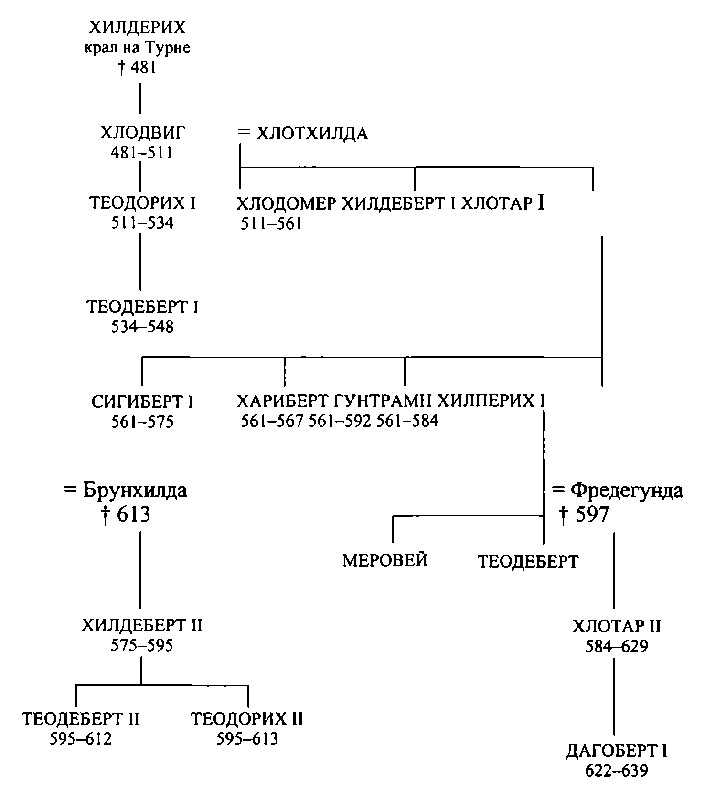 ХИЛДЕРИХ
крал на Турне
† 481
ХЛОДВИГ = ХЛОТХИЛДА
481–511
ТЕОДОРИХ I ХЛОДОМЕР ХИЛДЕБЕРТ I ХЛОТАР I
511–534 511–561
ТЕОДЕБЕРТ I
534–548
СИГИБЕРТ I ХАРИБЕРТ ГУНТРАМП ХИЛПЕРИХ I
561–575 561–567 561–592 561–584
= Брунхилда = Фредегунда
† 613 † 597
МЕРОВЕЙ ТЕОДЕБЕРТ
ХИЛДЕБЕРТ II ХЛОТАР II
575–595 584–629
ТЕОДЕБЕРТ II ТЕОДОРИХ II
595–612 595–613
ДАГОБЕРТ I
622–639